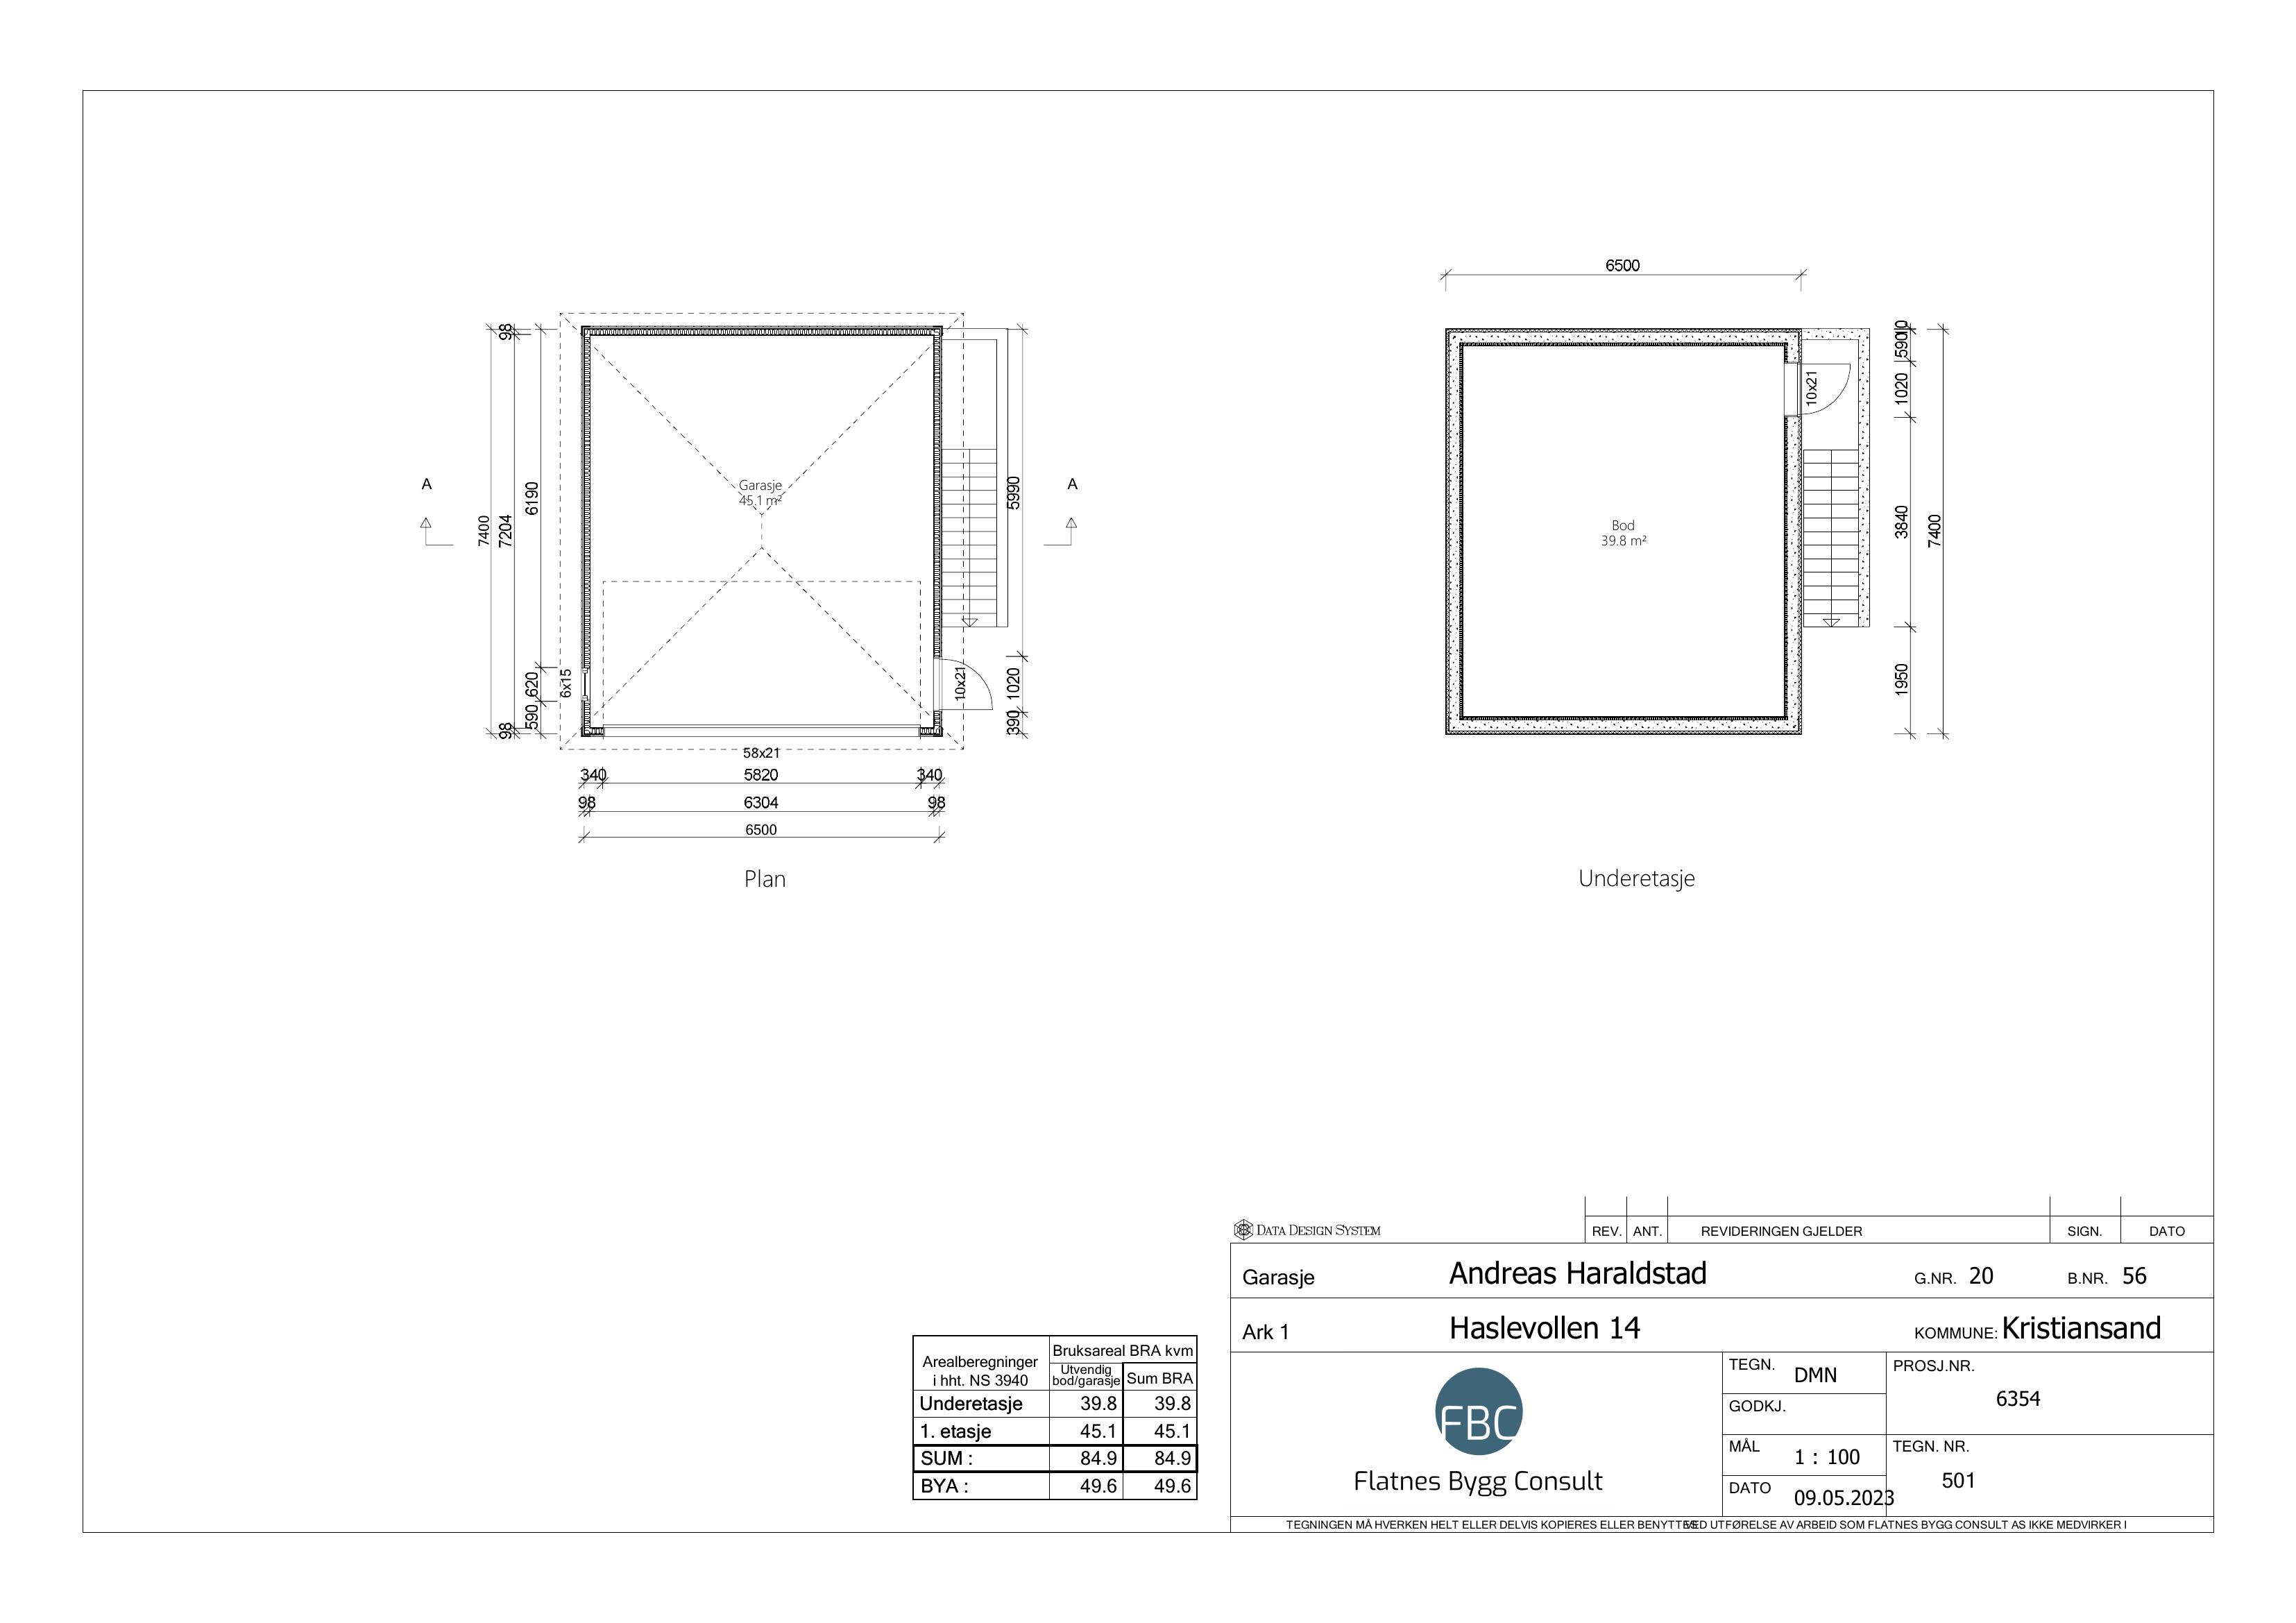 6500
98
7400
7204
6190
620
590
98
6x15
A
Garasje
45.1 m²
5990
1020
390
10x21
A
58x21
340
5820
340
98
6304
98
6500
Plan
10x21
Bod
39.8 m²
10
590
1020
3840
1950
7400
Underetasje
DATA DESIGN SYSTEM
REV. ANT. REVIDERINGEN GJELDER SIGN. DATO
Garasje Andreas Haraldstad G.NR. 20 B.NR. 56
Ark 1 Haslevollen 14 KOMMUNE: Kristiansand
Arealberegninger
i hht. NS 3940
Bruksareal BRA kvm
Utvendig
bod/garasje
Sum BRA
Underetasje 39.8 39.8
1. etasje 45.1 45.1
SUM : 84.9 84.9
BYA : 49.6 49.6
FBC
Flatnes Bygg Consult
TEGN. DMN
GODKJ.
MÅL 1 : 100
DATO 09.05.2023
PROSJ.NR.
6354
TEGN. NR.
501
TEGNINGEN MÅ HVERKEN HELT ELLER DELVIS KOPIERES ELLER BENYTTES VED UTFØRELSE AV ARBEID SOM FLATNES BYGG CONSULT AS IKKE MEDVIRKER I